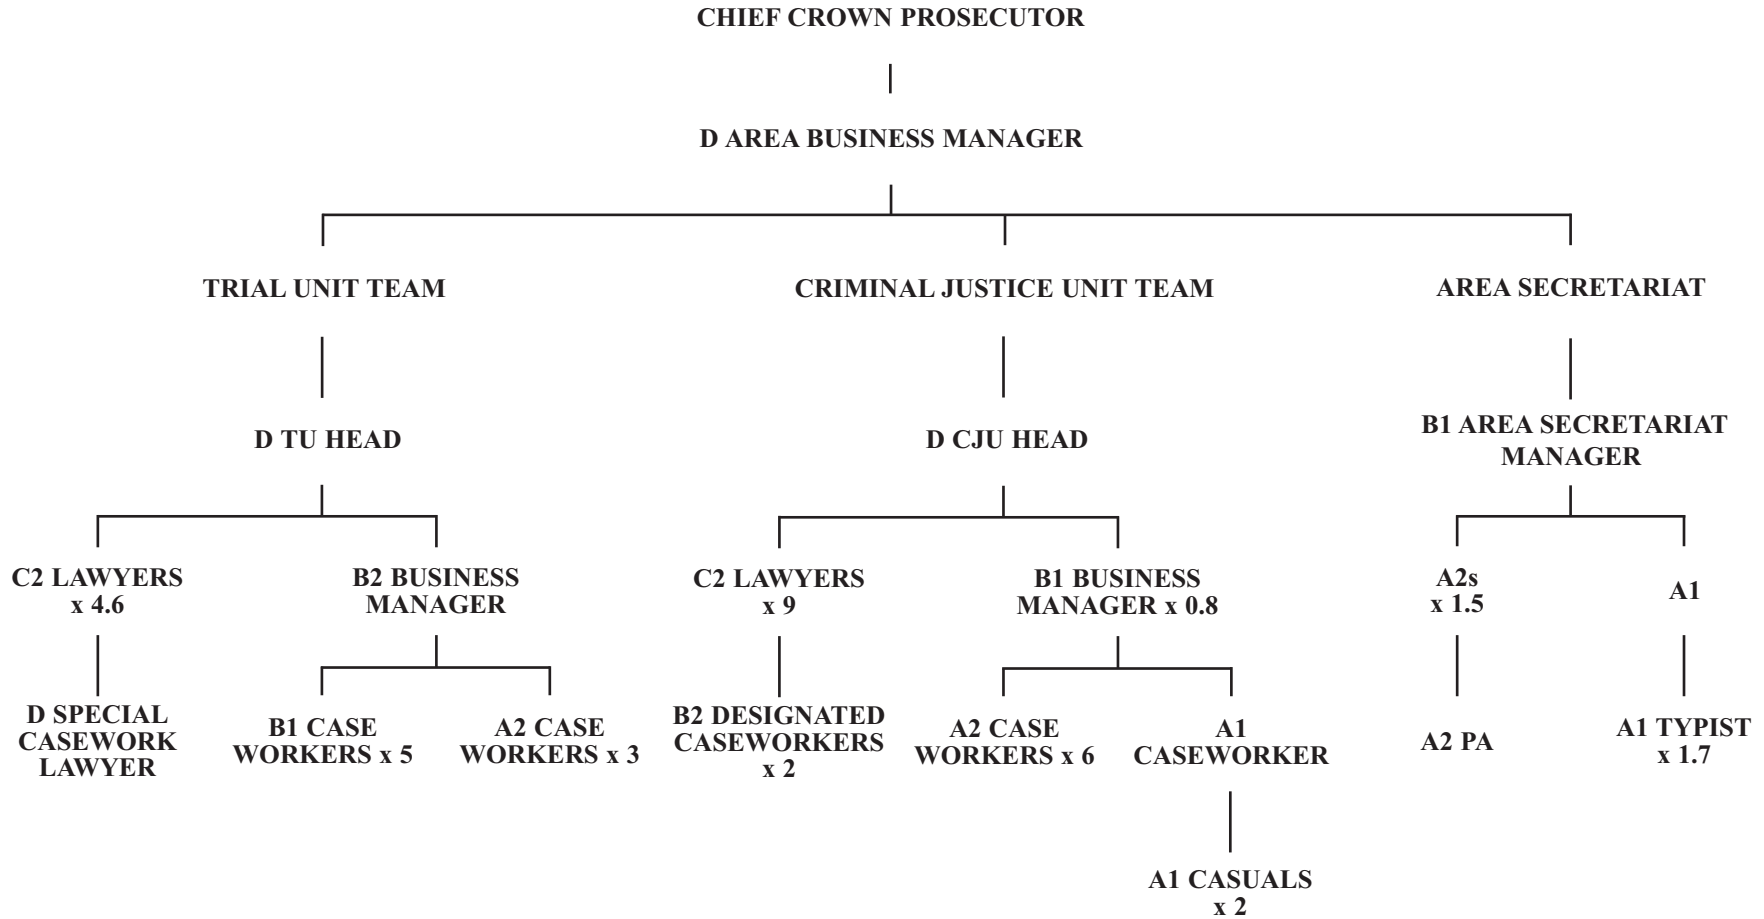 CHIEF CROWN PROSECUTOR
D AREA BUSINESS MANAGER
TRIAL UNIT TEAM
CRIMINAL JUSTICE UNIT TEAM
AREA SECRETARIAT
D TU HEAD
D CJU HEAD
B1 AREA SECRETARIAT
MANAGER
C2 LAWYERS
x 4.6
B2 BUSINESS
MANAGER
C2 LAWYERS
x 9
B1 BUSINESS
MANAGER x 0.8
A2s
x 1.5
A1
D SPECIAL
CASEWORK
LAWYER
B1 CASE
WORKERS x 5
A2 CASE
WORKERS x 3
B2 DESIGNATED
CASEWORKERS
x 2
A2 CASE
WORKERS x 6
A1
CASEWORKER
A2 PA
A1 TYPIST
x 1.7
A1 CASUALS
x 2